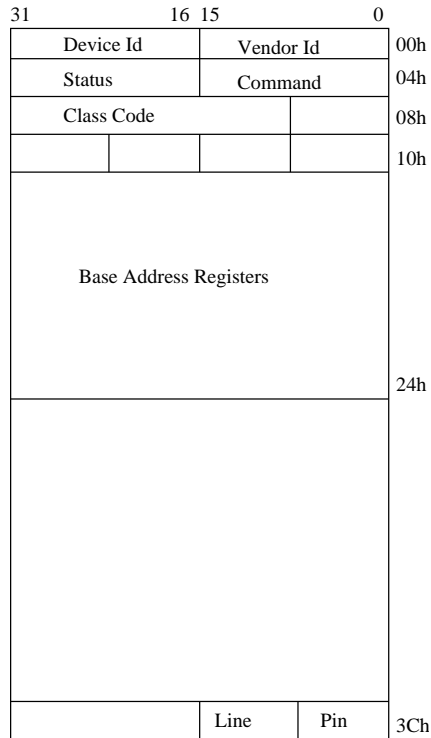 31 16 15 0
Device Id Vendor Id 00h
Status Command 04h
Class Code 08h
10h
Base Address Registers
24h
Line Pin 3Ch